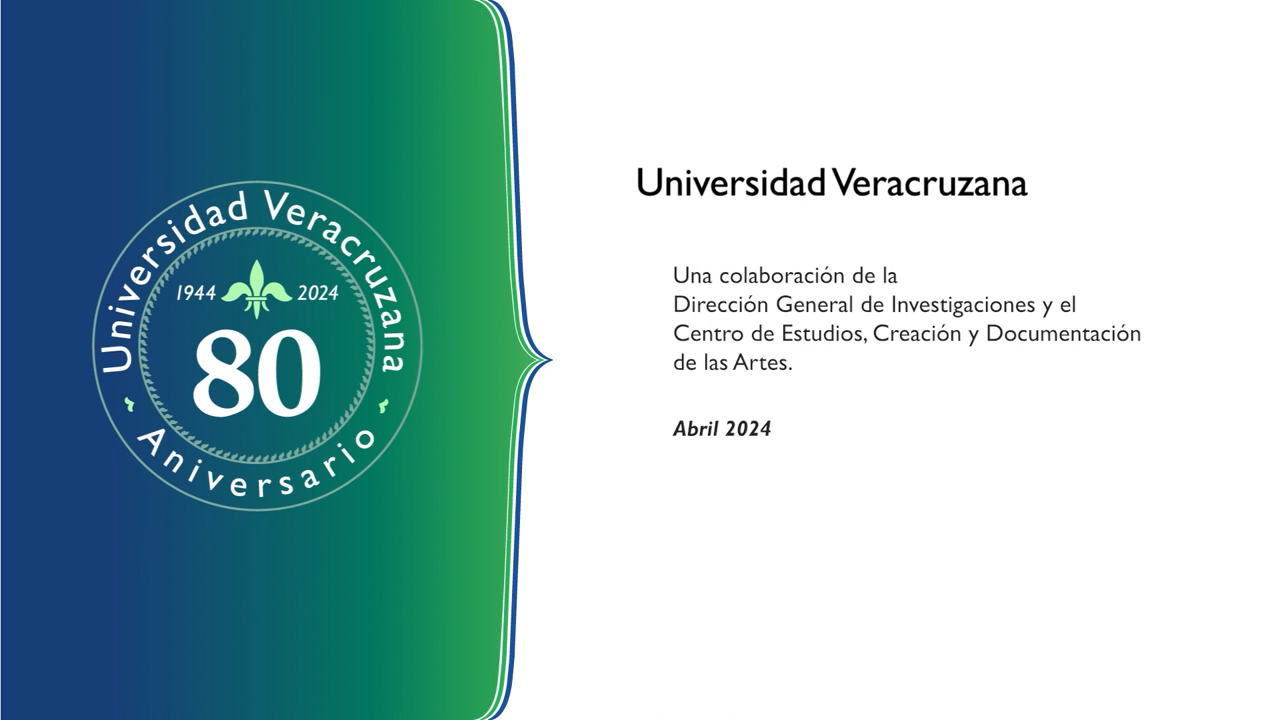 Universidad Veracruzana
1944 2024
80
Aniversario
Universidad Veracruzana
Una colaboración de la
Dirección General de Investigaciones y el
Centro de Estudios, Creación y Documentación
de las Artes.
Abril 2024